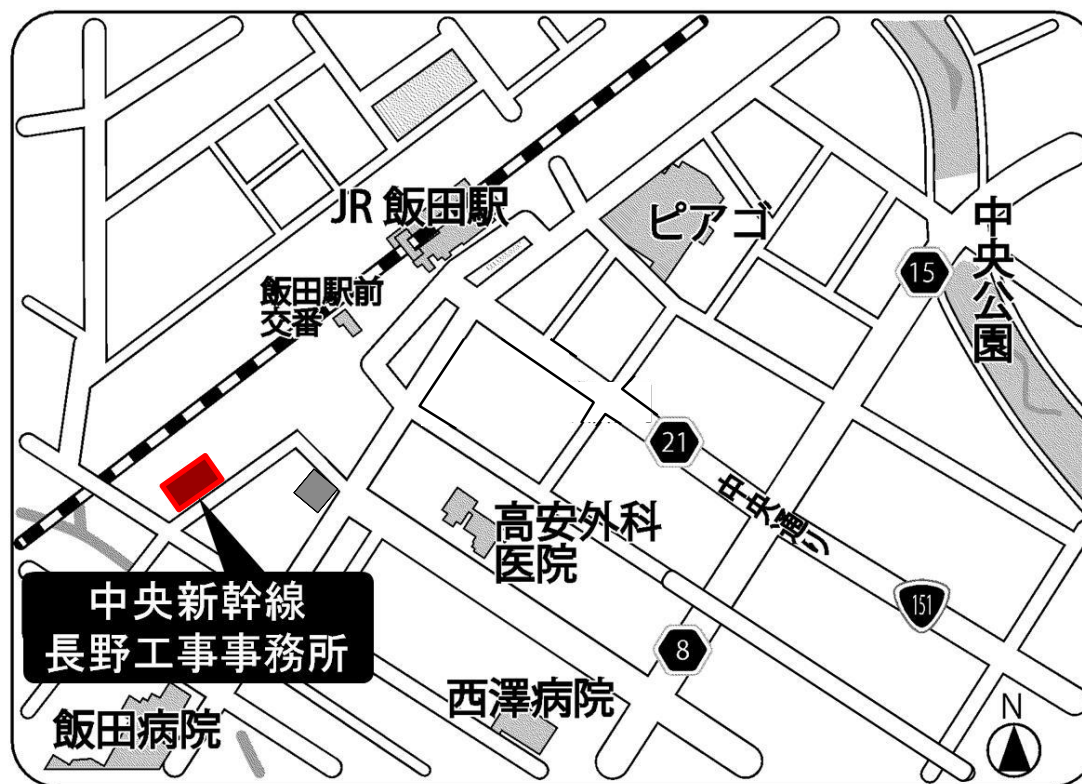 JR 飯田駅
ピアゴ
中央公園
15
飯田駅前
交番
21
中央通り
高安外科
医院
151
中央新幹線
長野工事事務所
8
西澤病院
飯田病院
N